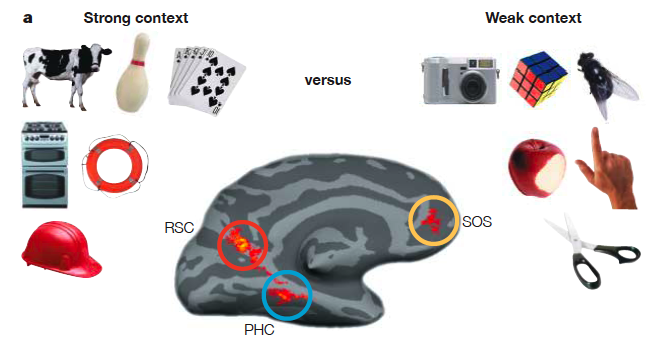 a
Strong context
Weak context
versus
RSC
SOS
PHC